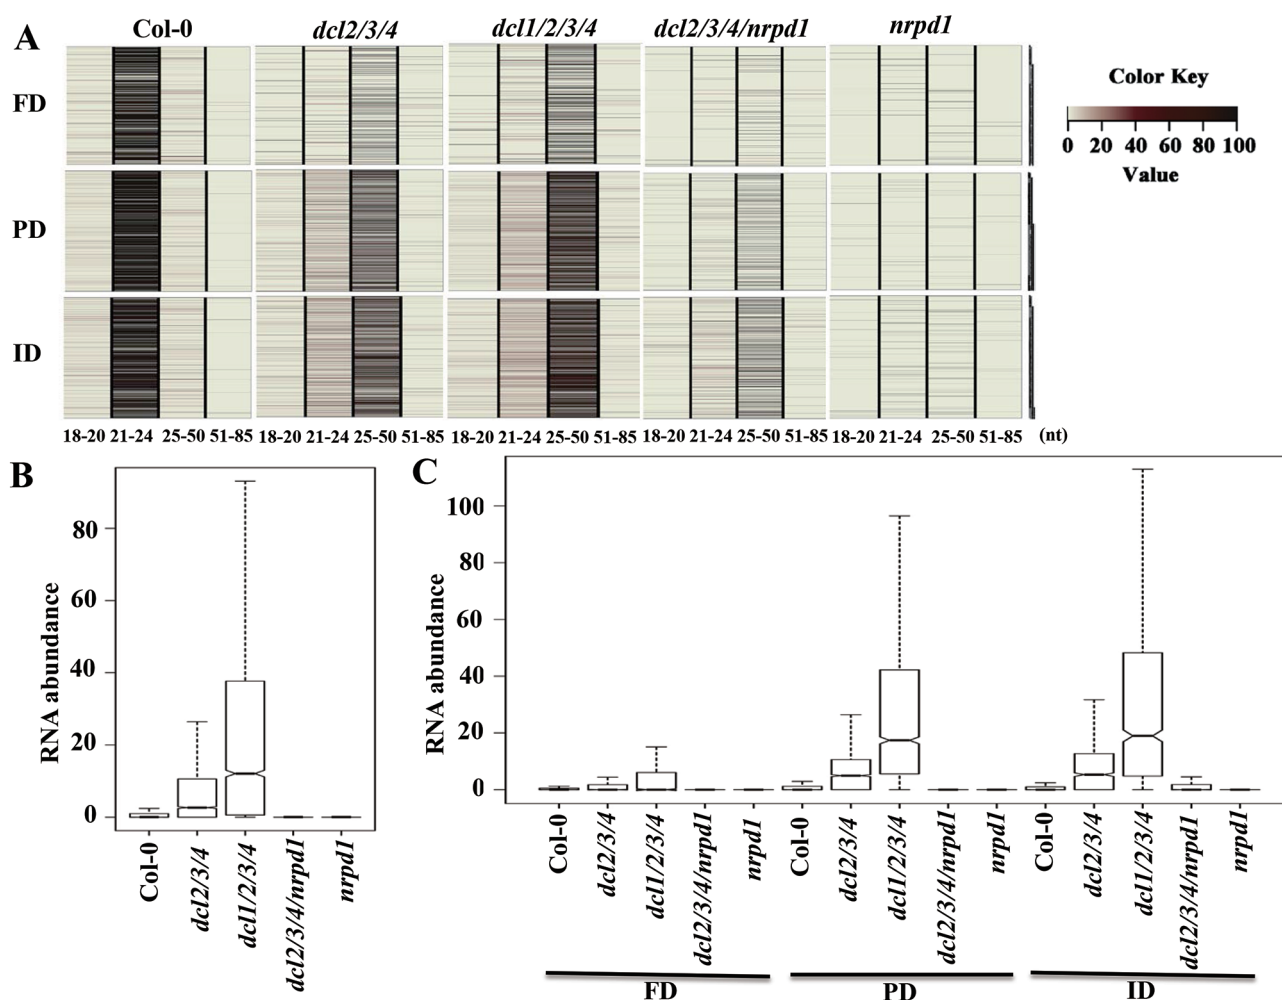 A
Col-0 dcl2/3/4 dcl1/2/3/4 dcl2/3/4/nrpd1 nrpd1
FD
PD
ID
Color Key
0 20 40 60 80 100
Value
18-20 21-24 25-50 51-85 18-20 21-24 25-50 51-85 18-20 21-24 25-50 51-85 18-20 21-24 25-50 51-85 18-20 21-24 25-50 51-85 (nt)
B
RNA abundance
80
60
40
20
0
Col-0
dcl2/3/4
dcl1/2/3/4
dcl2/3/4/nrpd1
nrpd1
C
RNA abundance
100
80
60
40
20
0
Col-0
dcl2/3/4
dcl1/2/3/4
dcl2/3/4/nrpd1
nrpd1
Col-0
dcl2/3/4
dcl1/2/3/4
dcl2/3/4/nrpd1
nrpd1
Col-0
dcl2/3/4
dcl1/2/3/4
dcl2/3/4/nrpd1
nrpd1
FD PD ID